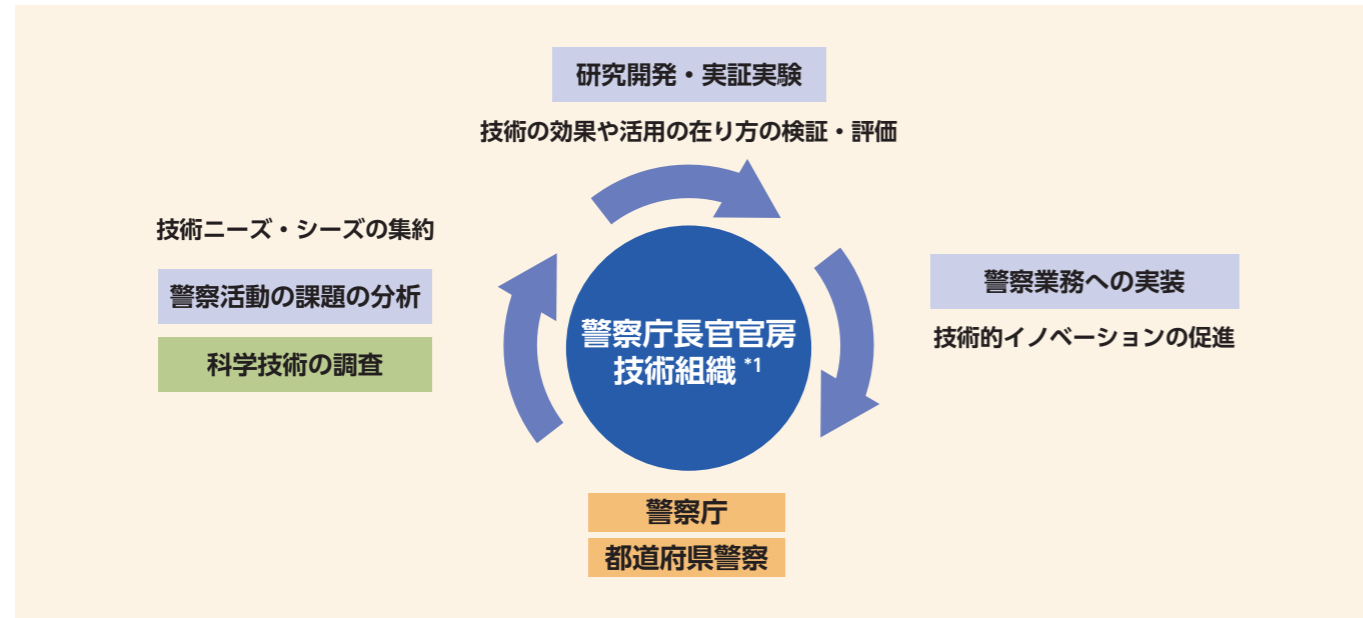 研究開発・実証実験
技術の効果や活用の在り方の検証・評価
技術ニーズ・シーズの集約
警察活動の課題の分析
科学技術の調査
警察庁長官官房
技術組織 *1
警察業務への実装
技術的イノベーションの促進
警察庁
都道府県警察